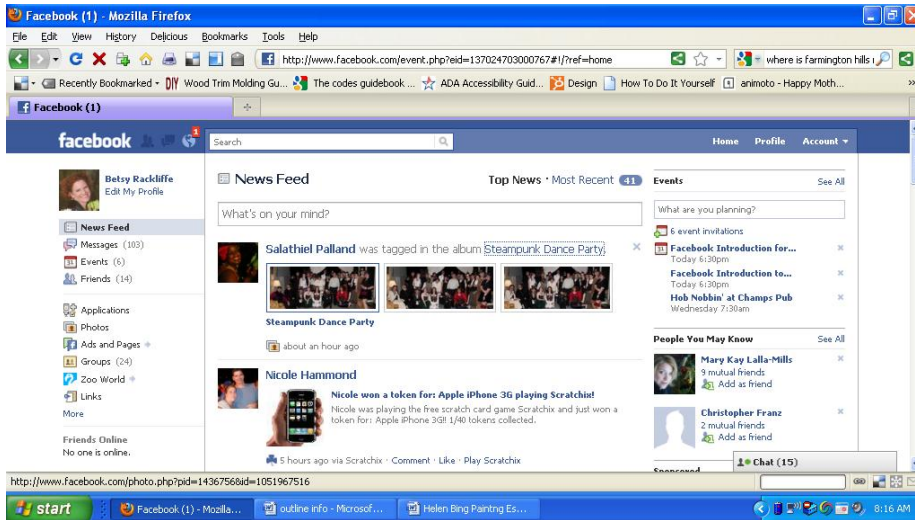 Facebook (1) - Mozilla Firefox
File Edit View History Delicious Bookmarks Tools Help
http://www.facebook.com/event.php?eid=137024703000767#!/?ref=home
where is farmington hills
Recently Bookmarked DIY Wood Trim Molding Gu... The codes guidebook ... ADA Accessibility Guid... Design How To Do It Yourself animoto - Happy Moth...
Facebook (1)
facebook 1 Search Home Profile Account
Betsy Rackliffe
Edit My Profile
News Feed
Messages (103)
Events (6)
Friends (14)
Applications
Photos
Ads and Pages
Groups (24)
Zoo World
Links
More
Friends Online
No one is online.
News Feed Top News · Most Recent 41
What's on your mind?
Salathiel Palland was tagged in the album Steampunk Dance Party.
Steampunk Dance Party
about an hour ago
Nicole Hammond
Nicole won a token for: Apple iPhone 3G playing Scratchix!
Nicole was playing the free scratch card game Scratchix and just won a
token for: Apple iPhone 3G!! 1/40 tokens collected.
5 hours ago via Scratchix · Comment · Like · Play Scratchix
Events See All
What are you planning?
6 event invitations
31 Facebook Introduction for...
Today 6:30pm
Facebook Introduction to...
Today 6:30pm
Hob Nobbin' at Champs Pub
Wednesday 7:30am
People You May Know See All
Mary Kay Lalla-Mills
9 mutual friends
Add as friend
Christopher Franz
2 mutual friends
Add as friend
Sponsored
Chat (15)
http://www.facebook.com/photo.php?pid=14367568&id=1051967516
start Facebook (1) - Mozilla... outline info - Microsof... Helen Bing Paintng Es... 8:16 AM